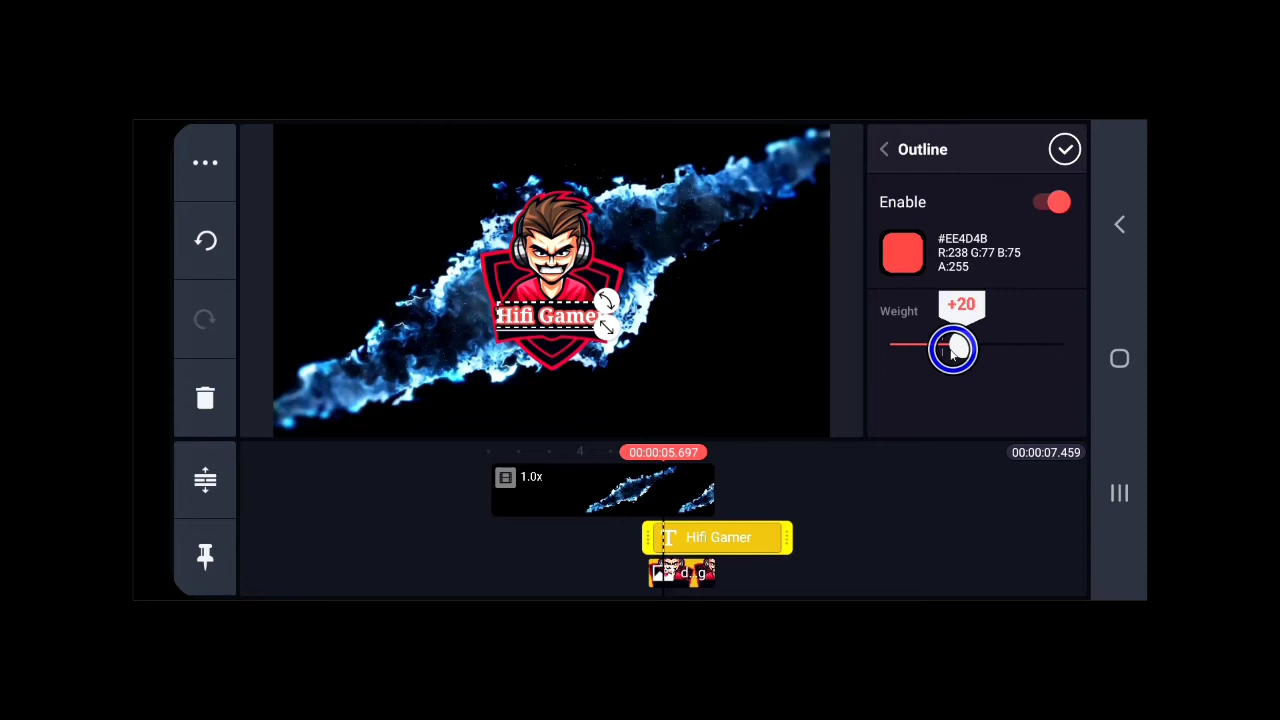 Outline
Enable
#EE4D4B
R:238 G:77 B:75
A:255
+20
Weight
Hifi Gamer
4
00:00:05.697
00:00:07.459
1.0x
T Hifi Gamer
d..g